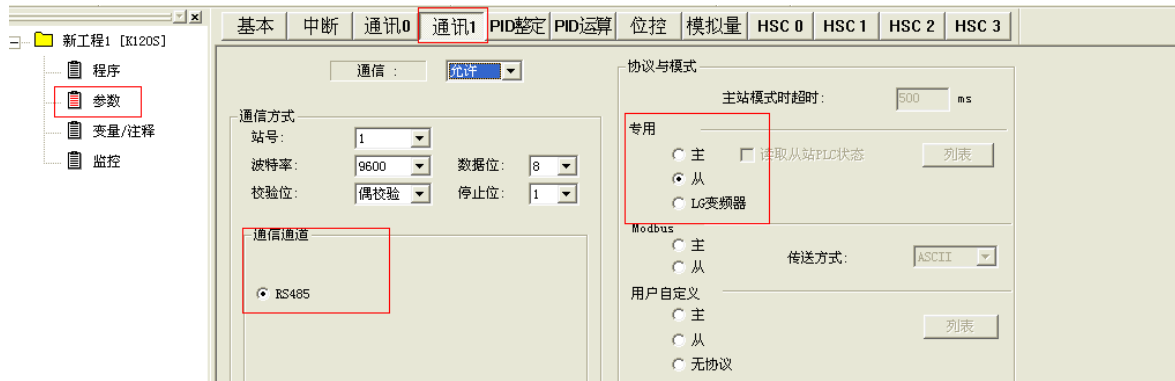 基本 中断 通讯0 通讯1 PID整定 PID运算 位控 模拟量 HSC 0 HSC 1 HSC 2 HSC 3
新工程1 [K120S]
程序
参数
变量/注释
监控
通信 : 允许
通信方式
站号: 1
波特率: 9600 数据位: 8
校验位: 偶校验 停止位: 1
通信通道
RS485
协议与模式
主站模式时超时: 500 ms
专用
主 读取从站PLC状态 列表
从
LG变频器
Modbus
主
从
传送方式: ASCII
用户自定义
主
从
列表
无协议